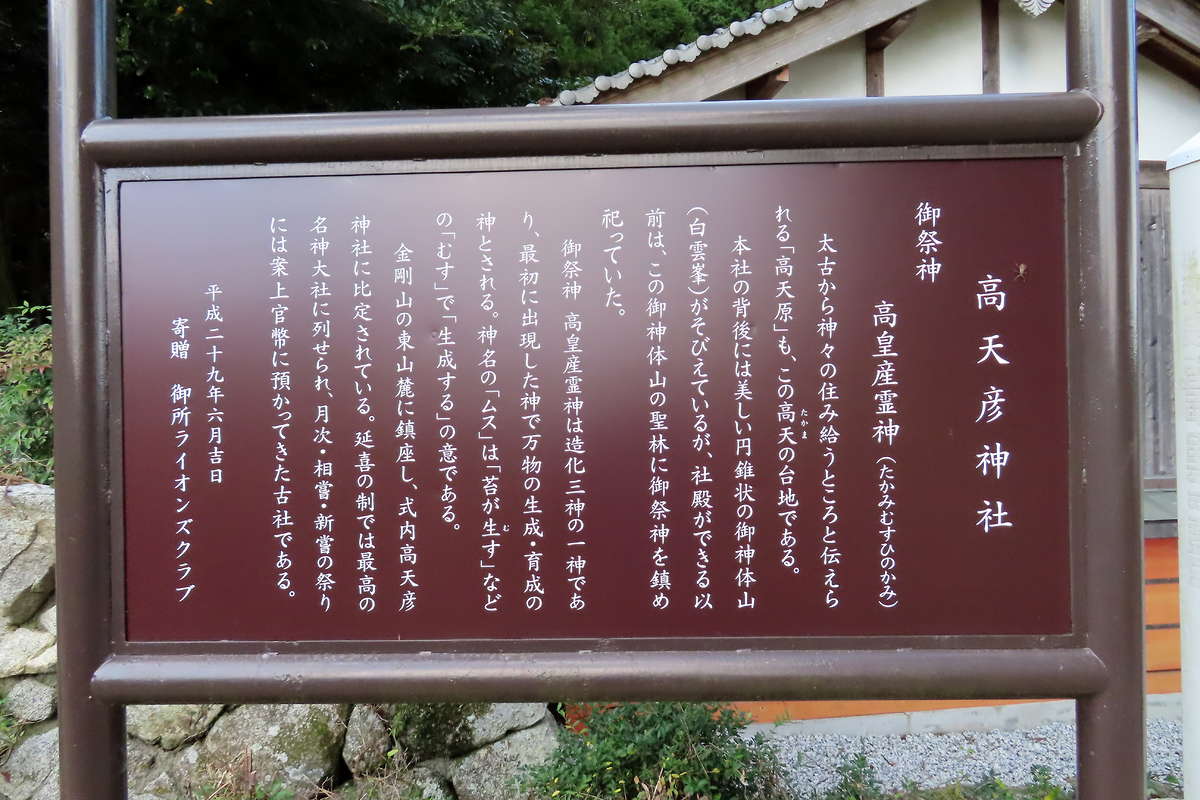 高天彦神社
御祭神
高皇産霊神（たかみむすひのかみ）
太古から神々の住み給うところと伝えら
れる「高天原」も、この高天の台地である。
たかま
本社の背後には美しい円錐状の御神体山
（白雲峯）がそびえているが、社殿ができる以
前は、この御神体山の聖林に御祭神を鎮め
祀っていた。
御祭神 高皇産霊神は造化三神の一神であ
り、最初に出現した神で万物の生成・育成の
神とされる。神名の「ムス」は「苔が生す」など
む
の「むす」で「生成する」の意である。
金剛山の東山麓に鎮座し、式内高天彦
神社に比定されている。延喜の制では最高の
名神大社に列せられ、月次・相嘗・新嘗の祭り
には案上官幣に預かってきた古社である。
平成二十九年六月吉日
寄贈 御所ライオンズクラブ